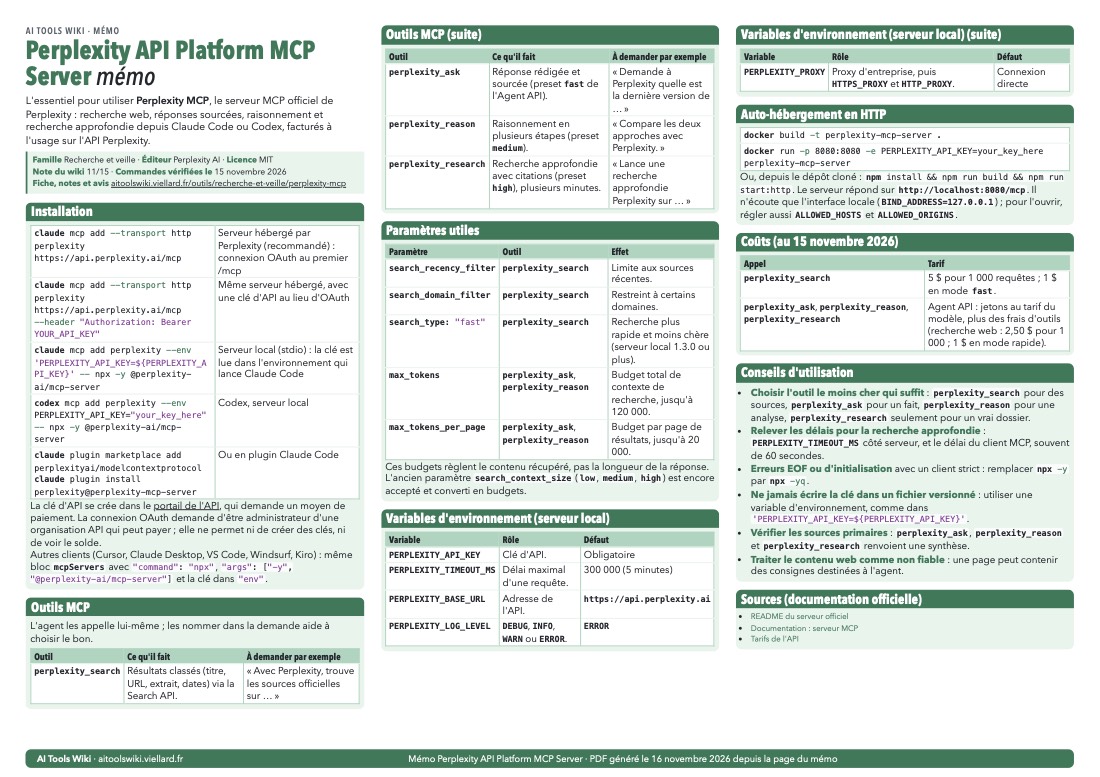 AI TOOLS WIKI · MÉMO
Perplexity API Platform MCP
Server mémo
L'essentiel pour utiliser Perplexity MCP, le serveur MCP officiel de
Perplexity : recherche web, réponses sourcées, raisonnement et
recherche approfondie depuis Claude Code ou Codex, facturés à
l'usage sur l'API Perplexity.
Famille Recherche et veille · Éditeur Perplexity AI · Licence MIT
Note du wiki 11/15 · Commandes vérifiées le 15 novembre 2026
Fiche, notes et avis aitoolswiki.viellard.fr/outils/recherche-et-veille/perplexity-mcp
Installation
claude mcp add --transport http
perplexity
https://api.perplexity.ai/mcp
Serveur hébergé par
Perplexity (recommandé) :
connexion OAuth au premier
/mcp
claude mcp add --transport http
perplexity
https://api.perplexity.ai/mcp
--header "Authorization: Bearer
YOUR_API_KEY"
Même serveur hébergé, avec
une clé d'API au lieu d'OAuth
claude mcp add perplexity --env
'PERPLEXITY_API_KEY=${PERPLEXITY_A
PI_KEY}' -- npx -y @perplexity-
ai/mcp-server
Serveur local (stdio) : la clé est
lue dans l'environnement qui
lance Claude Code
codex mcp add perplexity --env
PERPLEXITY_API_KEY="your_key_here"
-- npx -y @perplexity-ai/mcp-
server
Codex, serveur local
claude plugin marketplace add
perplexityai/modelcontextprotocol
claude plugin install
perplexity@perplexity-mcp-server
Ou en plugin Claude Code
La clé d'API se crée dans le portail de l'API, qui demande un moyen de
paiement. La connexion OAuth demande d'être administrateur d'une
organisation API qui peut payer ; elle ne permet ni de créer des clés, ni
de voir le solde.
Autres clients (Cursor, Claude Desktop, VS Code, Windsurf, Kiro) : même
bloc mcpServers avec "command": "npx", "args": ["-y",
"@perplexity-ai/mcp-server"] et la clé dans "env".
Outils MCP
L'agent les appelle lui-même ; les nommer dans la demande aide à
choisir le bon.
Outil Ce qu'il fait À demander par exemple
perplexity_search
Résultats classés (titre,
URL, extrait, dates) via la
Search API.
« Avec Perplexity, trouve
les sources officielles
sur … »
Outils MCP (suite)
Outil Ce qu'il fait À demander par exemple
perplexity_ask
Réponse rédigée et
sourcée (preset fast de
l'Agent API).
« Demande à
Perplexity quelle est
la dernière version de
… »
perplexity_reason
Raisonnement en
plusieurs étapes (preset
medium).
« Compare les deux
approches avec
Perplexity. »
perplexity_research
Recherche approfondie
avec citations (preset
high), plusieurs minutes.
« Lance une
recherche
approfondie
Perplexity sur … »
Paramètres utiles
Paramètre Outil Effet
search_recency_filter perplexity_search
Limite aux sources
récentes.
search_domain_filter perplexity_search
Restreint à certains
domaines.
search_type: "fast" perplexity_search
Recherche plus
rapide et moins chère
(serveur local 1.3.0 ou
plus).
max_tokens
perplexity_ask,
perplexity_reason
Budget total de
contexte de
recherche, jusqu'à
120 000.
max_tokens_per_page
perplexity_ask,
perplexity_reason
Budget par page de
résultats, jusqu'à 20
000.
Ces budgets règlent le contenu récupéré, pas la longueur de la réponse.
L'ancien paramètre search_context_size (low, medium, high) est encore
accepté et converti en budgets.
Variables d'environnement (serveur local)
Variable Rôle Défaut
PERPLEXITY_API_KEY Clé d'API. Obligatoire
PERPLEXITY_TIMEOUT_MS
Délai maximal
d'une requête.
300 000 (5 minutes)
PERPLEXITY_BASE_URL
Adresse de
l'API.
https://api.perplexity.ai
PERPLEXITY_LOG_LEVEL
DEBUG, INFO,
WARN ou ERROR.
ERROR
Variables d'environnement (serveur local) (suite)
Variable Rôle Défaut
PERPLEXITY_PROXY
Proxy d'entreprise, puis
HTTPS_PROXY et HTTP_PROXY.
Connexion
directe
Auto-hébergement en HTTP
docker build -t perplexity-mcp-server .
docker run -p 8080:8080 -e PERPLEXITY_API_KEY=your_key_here
perplexity-mcp-server
Ou, depuis le dépôt cloné : npm install && npm run build && npm run
start:http. Le serveur répond sur http://localhost:8080/mcp. Il
n'écoute que l'interface locale (BIND_ADDRESS=127.0.0.1) ; pour l'ouvrir,
régler aussi ALLOWED_HOSTS et ALLOWED_ORIGINS.
Coûts (au 15 novembre 2026)
Appel Tarif
perplexity_search
5 $ pour 1 000 requêtes ; 1 $
en mode fast.
perplexity_ask, perplexity_reason,
perplexity_research
Agent API : jetons au tarif du
modèle, plus des frais d'outils
(recherche web : 2,50 $ pour 1
000 ; 1 $ en mode rapide).
Conseils d'utilisation
• Choisir l'outil le moins cher qui suffit : perplexity_search pour des
sources, perplexity_ask pour un fait, perplexity_reason pour une
analyse, perplexity_research seulement pour un vrai dossier.
• Relever les délais pour la recherche approfondie :
PERPLEXITY_TIMEOUT_MS côté serveur, et le délai du client MCP, souvent
de 60 secondes.
• Erreurs EOF ou d'initialisation avec un client strict : remplacer npx -y
par npx -yq.
• Ne jamais écrire la clé dans un fichier versionné : utiliser une
variable d'environnement, comme dans
'PERPLEXITY_API_KEY=${PERPLEXITY_API_KEY}'.
• Vérifier les sources primaires : perplexity_ask, perplexity_reason
et perplexity_research renvoient une synthèse.
• Traiter le contenu web comme non fiable : une page peut contenir
des consignes destinées à l'agent.
Sources (documentation officielle)
• README du serveur officiel
• Documentation : serveur MCP
• Tarifs de l'API
AI Tools Wiki · aitoolswiki.viellard.fr
Mémo Perplexity API Platform MCP Server · PDF généré le 16 novembre 2026 depuis la page du mémo